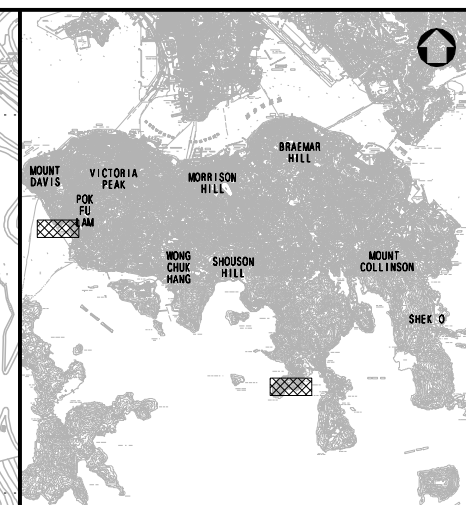 BRAEMAR
HILL
MOUNT
DAVIS
VICTORIA
PEAK
MORRISON
HILL
POK
FU
LAM
WONG
CHUK
HANG
SHOUSON
HILL
MOUNT
COLLINSON
SHEK O